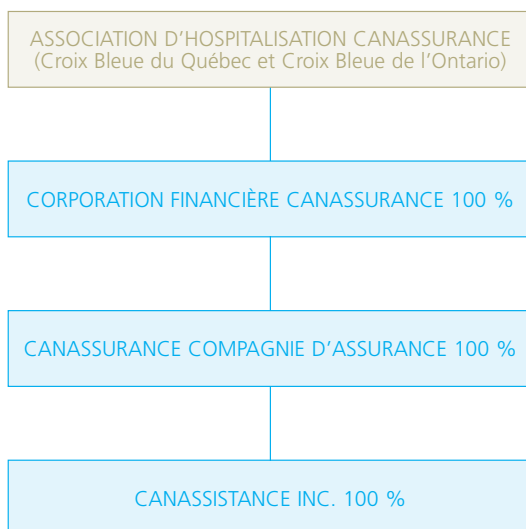 ASSOCIATION D’HOSPITALISATION CANASSURANCE
(Croix Bleue du Québec et Croix Bleue de l’Ontario)
CORPORATION FINANCIÈRE CANASSURANCE 100 %
CANASSURANCE COMPAGNIE D’ASSURANCE 100 %
CANASSISTANCE INC. 100 %